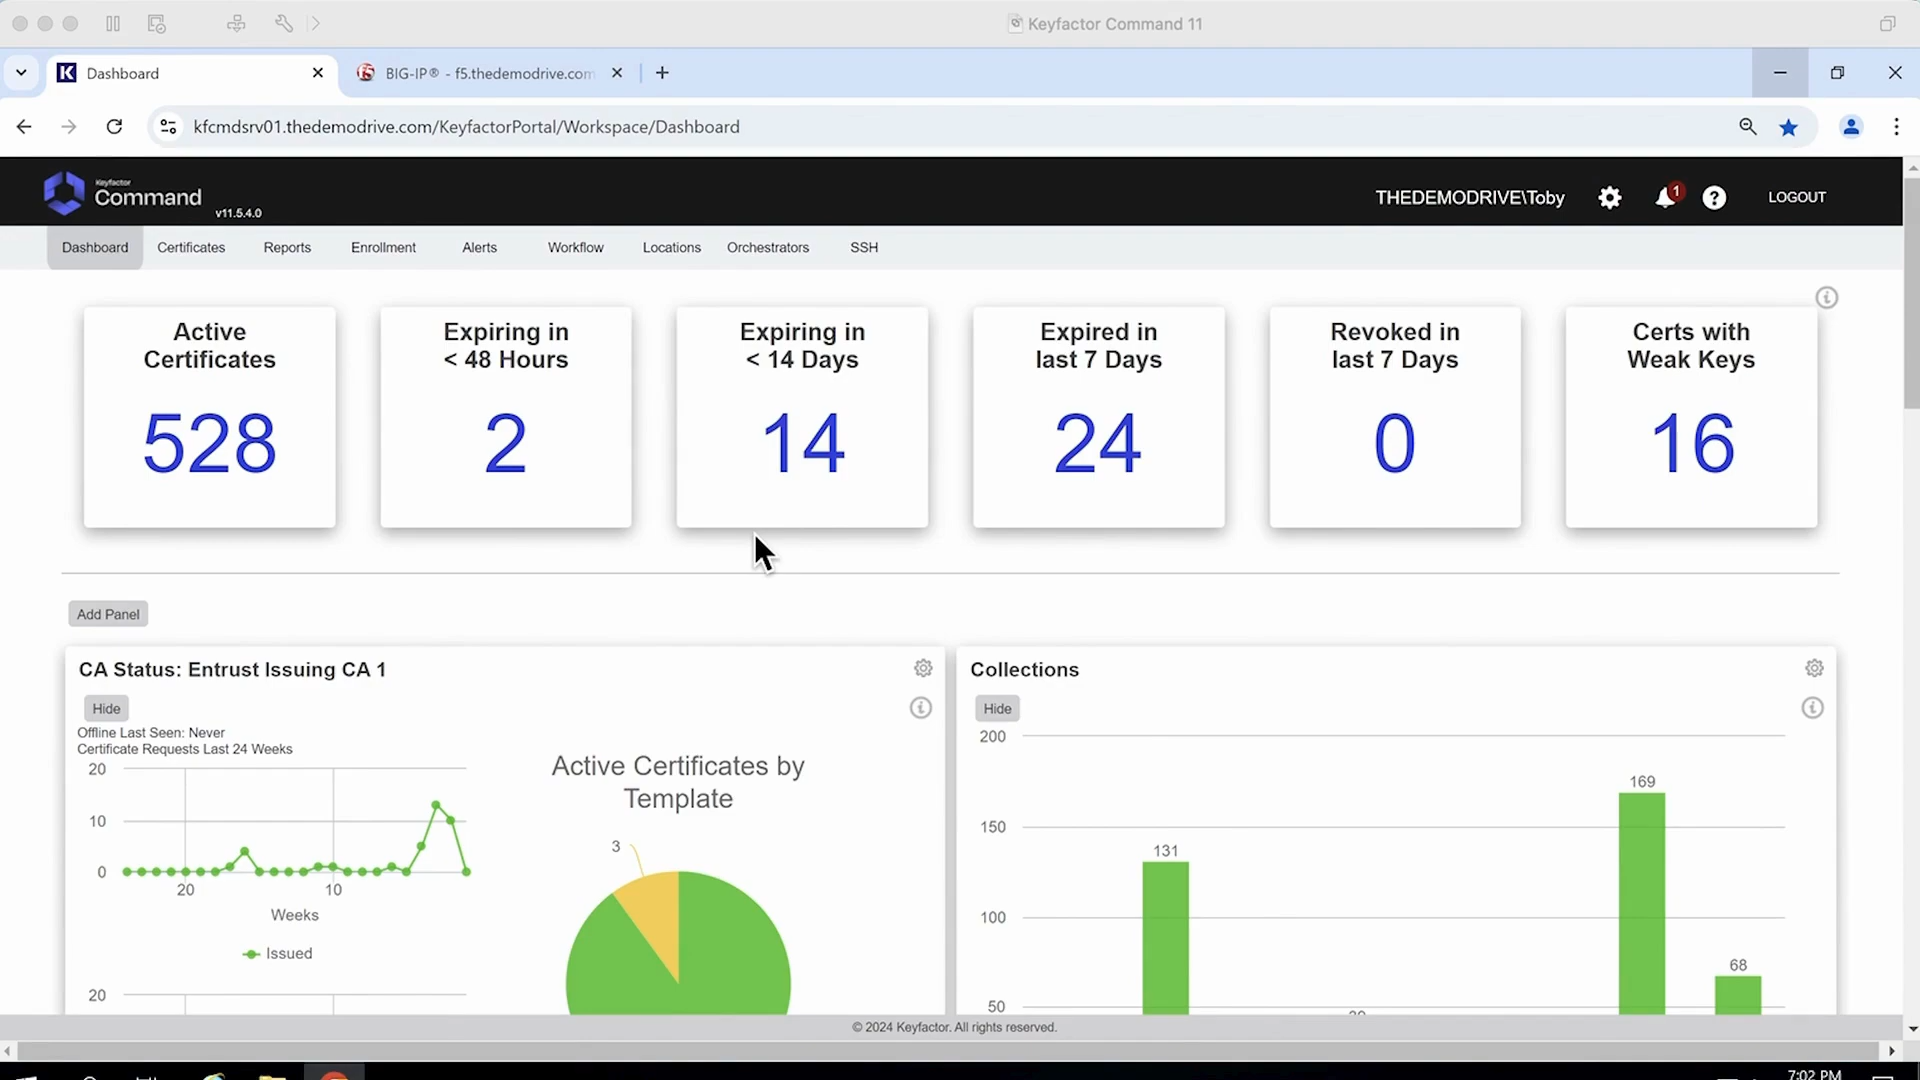 Keyfactor Command 11
Dashboard
BIG-IP® - f5.thedemodrive.com
kfcmdsrv01.thedemodrive.com/KeyfactorPortal/Workspace/Dashboard
Keyfactor
Command
v11.5.4.0
THEDEMODRIVE\Toby
1
?
LOGOUT
Dashboard Certificates Reports Enrollment Alerts Workflow Locations Orchestrators SSH
Active
Certificates
528
Expiring in
< 48 Hours
2
Expiring in
< 14 Days
14
Expired in
last 7 Days
24
Revoked in
last 7 Days
0
Certs with
Weak Keys
16
Add Panel
CA Status: Entrust Issuing CA 1
Hide
Offline Last Seen: Never
Certificate Requests Last 24 Weeks
20
10
0
20 10
Weeks
Issued
20
Active Certificates by
Template
3
Collections
Hide
200
150
100
50
131
169
68
© 2024 Keyfactor. All rights reserved.
7:02 PM